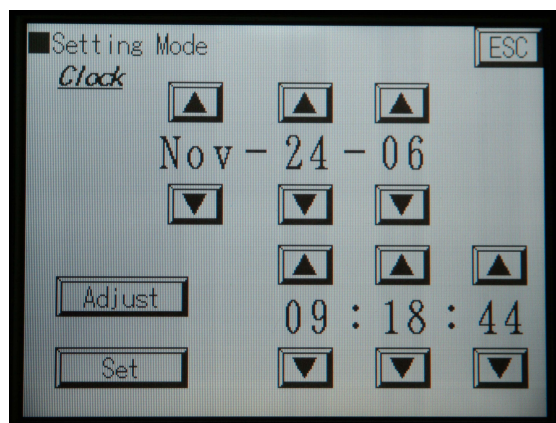 ■Setting Mode
ESC
Clock
Nov-24-06
Adjust
09:18:44
Set